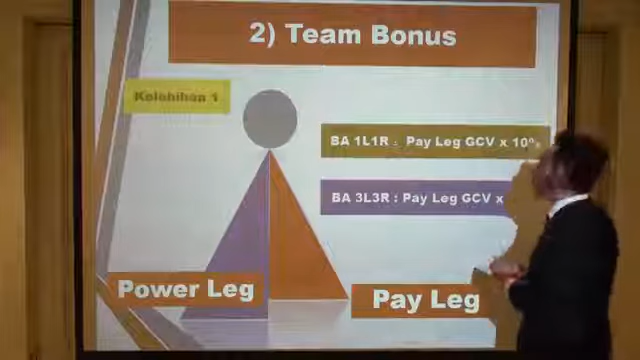 2) Team Bonus
Kelebihan 1
BA 1L1R : Pay Leg GCV x 10%
BA 3L3R : Pay Leg GCV x
Power Leg
Pay Leg